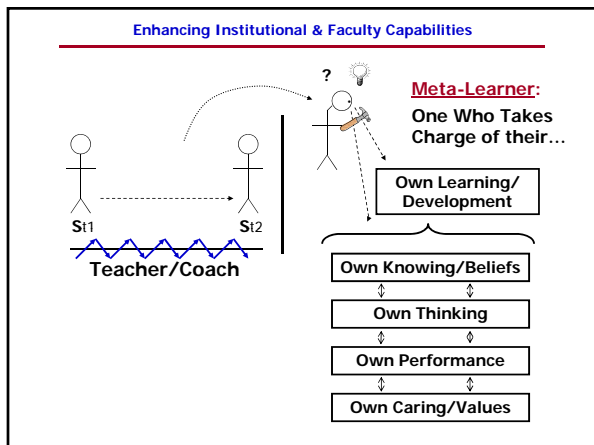 Enhancing Institutional & Faculty Capabilities
?
Meta-Learner:
One Who Takes
Charge of their...
Own Learning/
Development
St1
St2
Teacher/Coach
Own Knowing/Beliefs
Own Thinking
Own Performance
Own Caring/Values